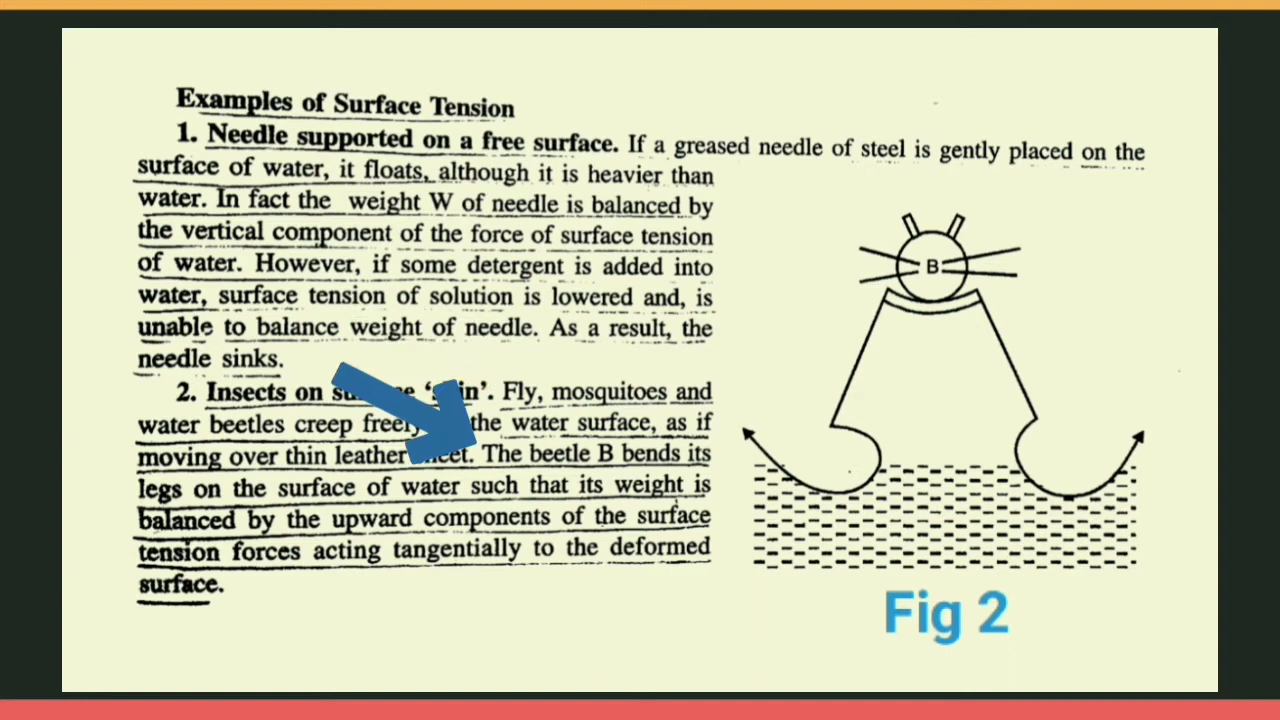 Examples of Surface Tension
1. Needle supported on a free surface. If a greased needle of steel is gently placed on the
surface of water, it floats, although it is heavier than
water. In fact the weight W of needle is balanced by
the vertical component of the force of surface tension
of water. However, if some detergent is added into
water, surface tension of solution is lowered and, is
unable to balance weight of needle. As a result, the
needle sinks.
2. Insects on Fly, mosquitoes and
water beetles creep the water surface, as if
moving over thin leather The beetle B bends its
legs on the surface of water such that its weight is
balanced by the upward components of the surface
tension forces acting tangentially to the deformed
surface.
B
Fig 2